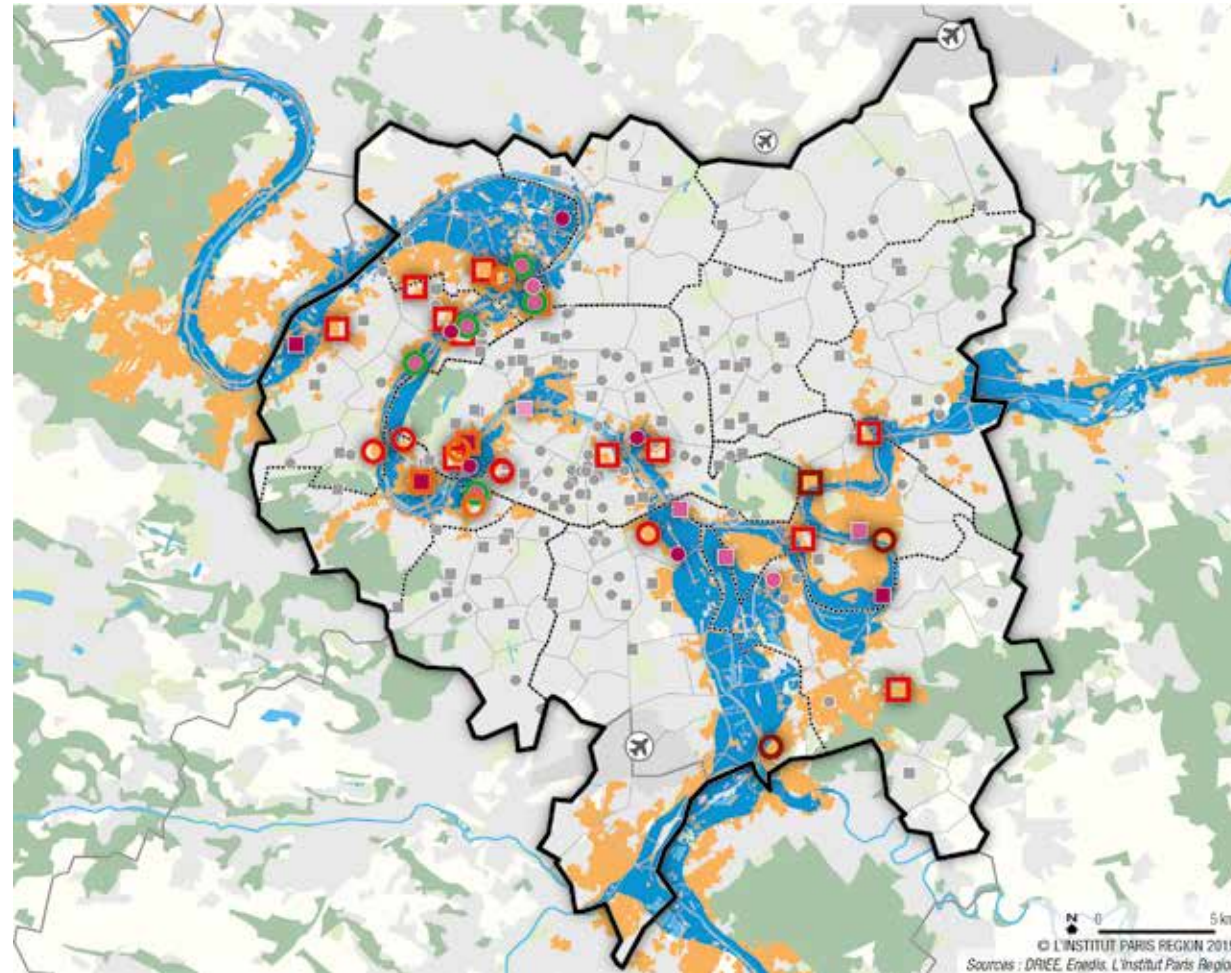 N
0 5 km
© L'INSTITUT PARIS REGION 2019
Sources : DRIEE, Enedis, L'Institut Paris Region